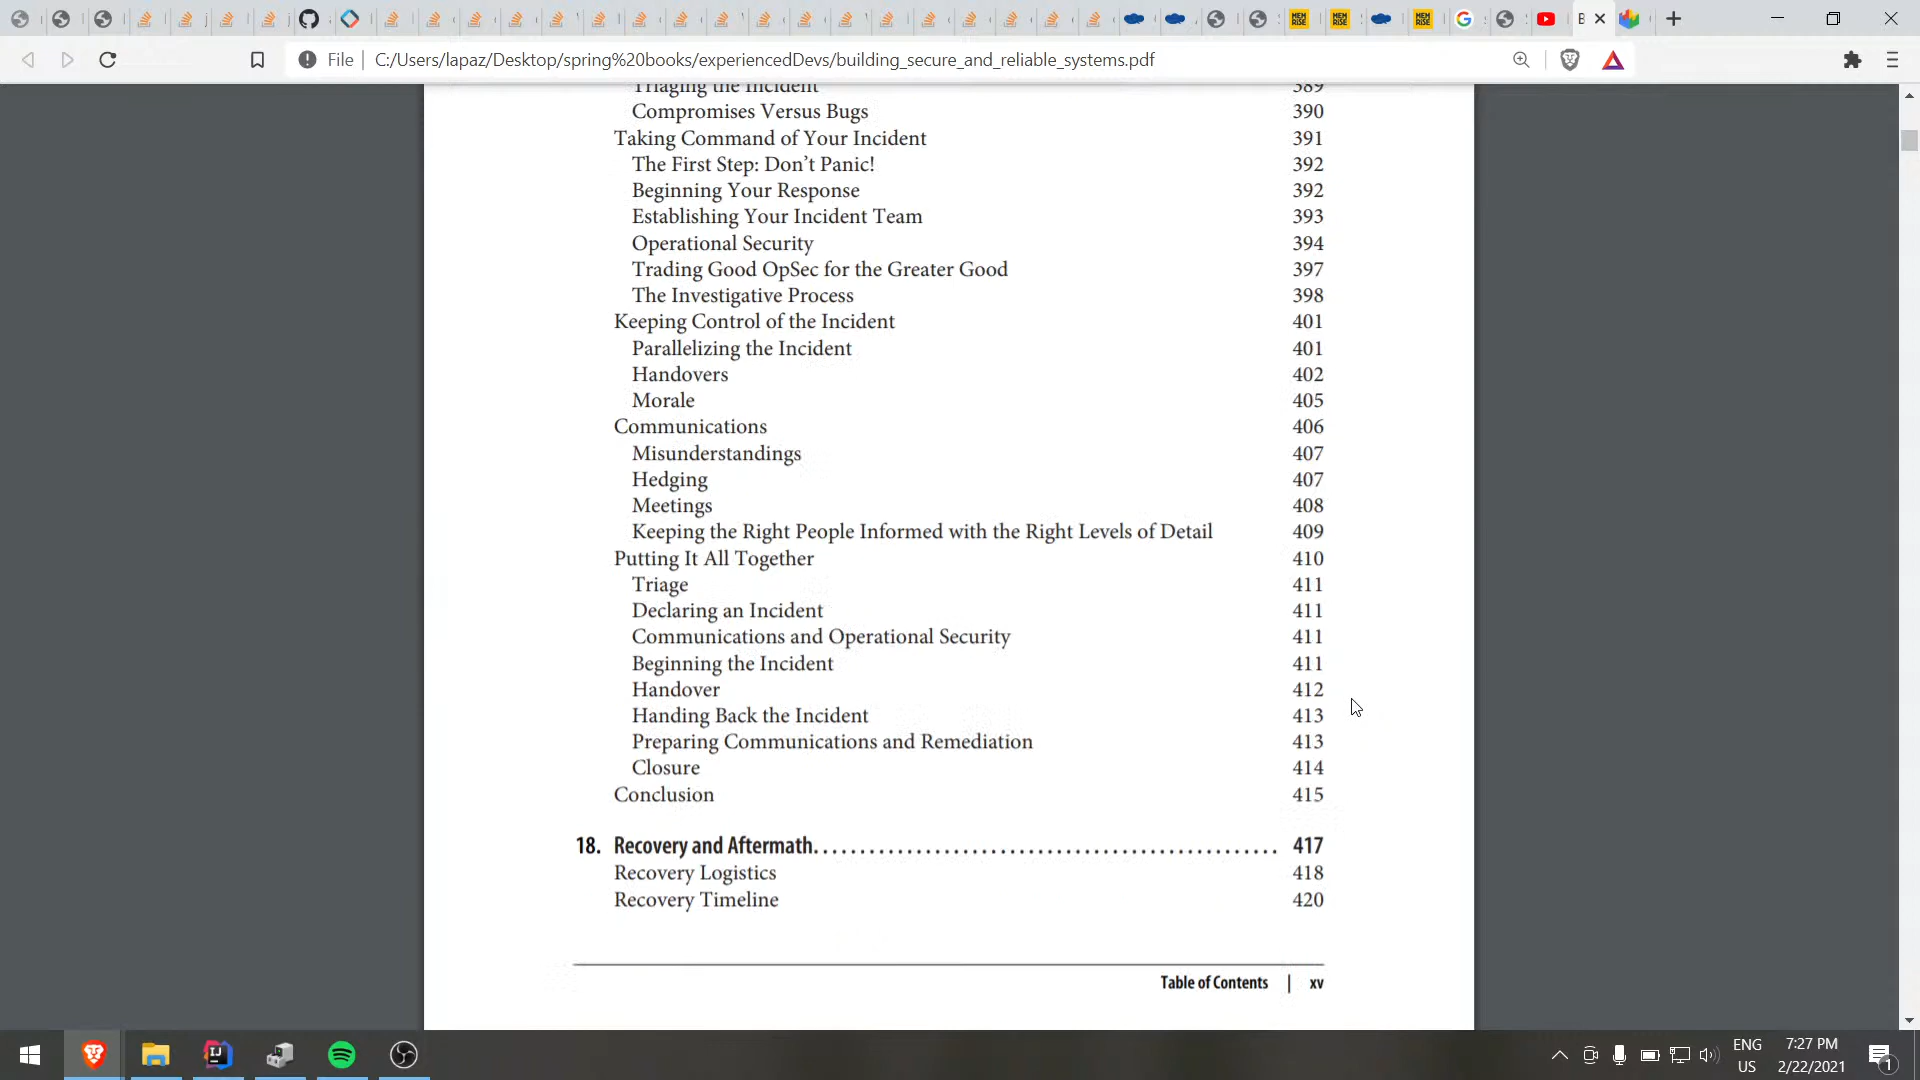 File
C:/Users/lapaz/Desktop/spring%20books/experiencedDevs/building_secure_and_reliable_systems.pdf
Triaging the Incident 389
Compromises Versus Bugs 390
Taking Command of Your Incident 391
The First Step: Don't Panic! 392
Beginning Your Response 392
Establishing Your Incident Team 393
Operational Security 394
Trading Good OpSec for the Greater Good 397
The Investigative Process 398
Keeping Control of the Incident 401
Parallelizing the Incident 401
Handovers 402
Morale 405
Communications 406
Misunderstandings 407
Hedging 407
Meetings 408
Keeping the Right People Informed with the Right Levels of Detail 409
Putting It All Together 410
Triage 411
Declaring an Incident 411
Communications and Operational Security 411
Beginning the Incident 411
Handover 412
Handing Back the Incident 413
Preparing Communications and Remediation 413
Closure 414
Conclusion 415
18. Recovery and Aftermath. . . . . . . . . . . . . . . . . . . . . . . . . . . . . . . . . . . . . . . . . . . . . . . 417
Recovery Logistics 418
Recovery Timeline 420
Table of Contents | xv
ENG
US
7:27 PM
2/22/2021
1